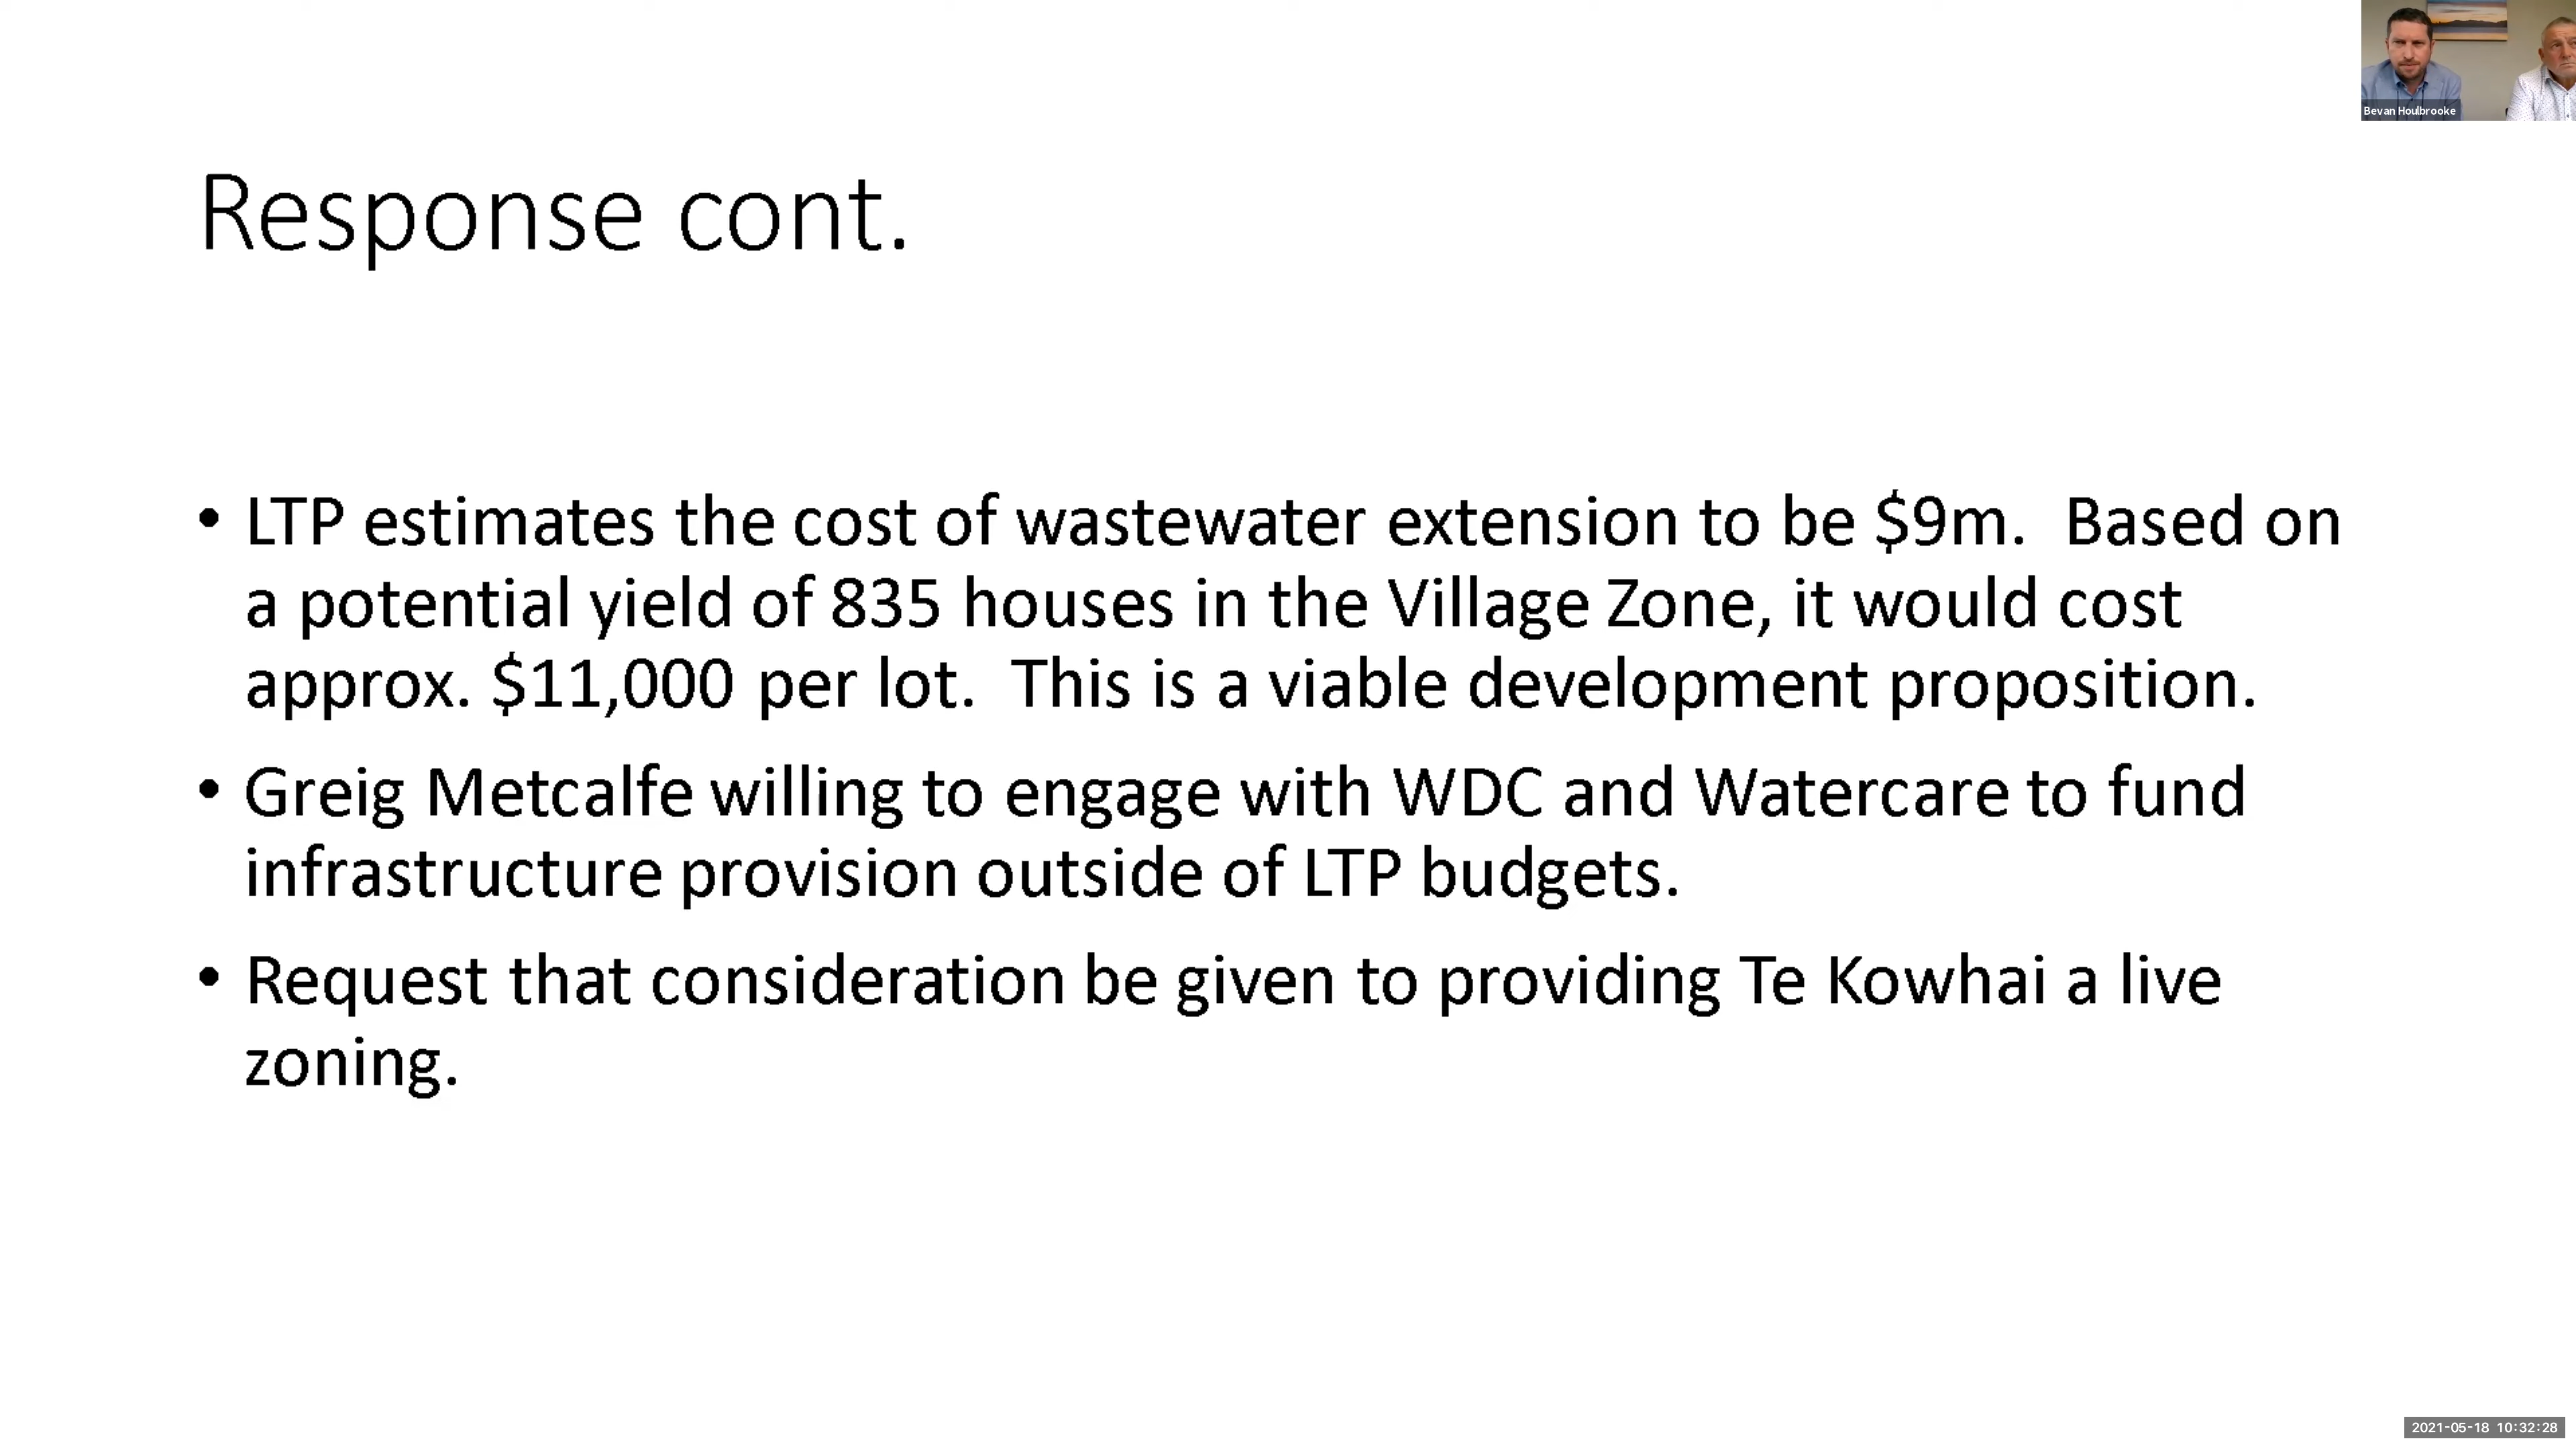 Bevan Houlbrooke
Response cont.
• LTP estimates the cost of wastewater extension to be $9m.  Based on
a potential yield of 835 houses in the Village Zone, it would cost
approx. $11,000 per lot.  This is a viable development proposition.
• Greig Metcalfe willing to engage with WDC and Watercare to fund
infrastructure provision outside of LTP budgets.
• Request that consideration be given to providing Te Kowhai a live
zoning.
2021-05-18 10:32:28